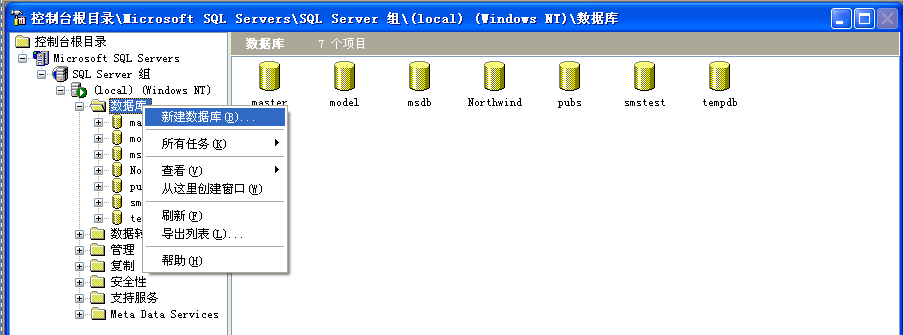 控制台根目录\Microsoft SQL Servers\SQL Server 组\(local) (Windows NT)\数据库
控制台根目录
Microsoft SQL Servers
SQL Server 组
(local) (Windows NT)
数据库
ma
mo
ms
No
pu
sm
te
数据转
管理
复制
安全性
支持服务
Meta Data Services
新建数据库(B)...
所有任务(K)
查看(V)
从这里创建窗口(W)
刷新(F)
导出列表(L)...
帮助(H)
数据库 7 个项目
master model msdb Northwind pubs smstest tempdb